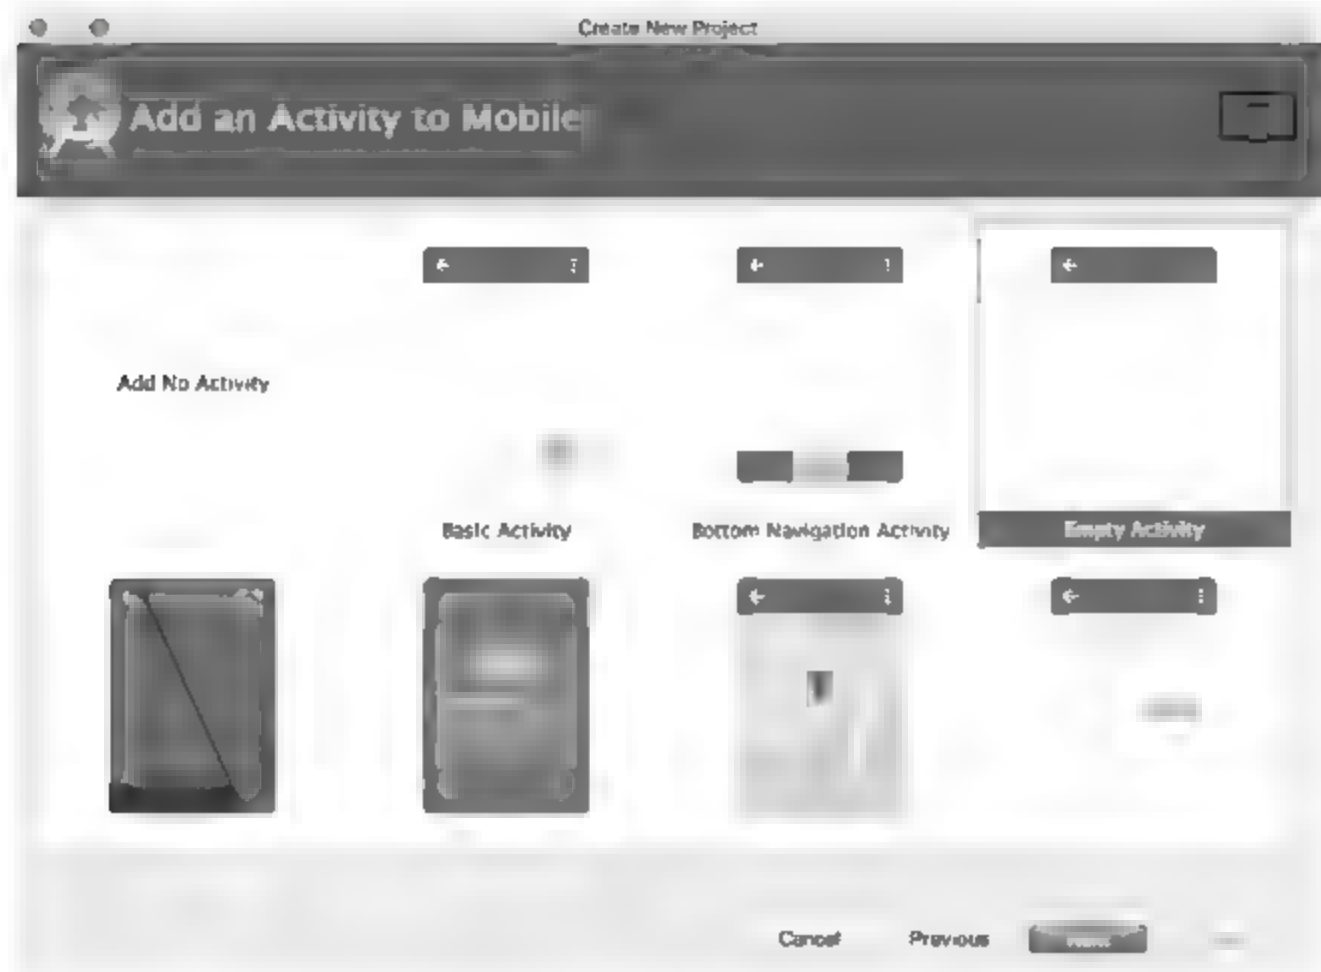 Create New Project
Add an Activity to Mobile
Add No Activity
Basic Activity
Bottom Navigation Activity
Empty Activity
Cancel
Previous